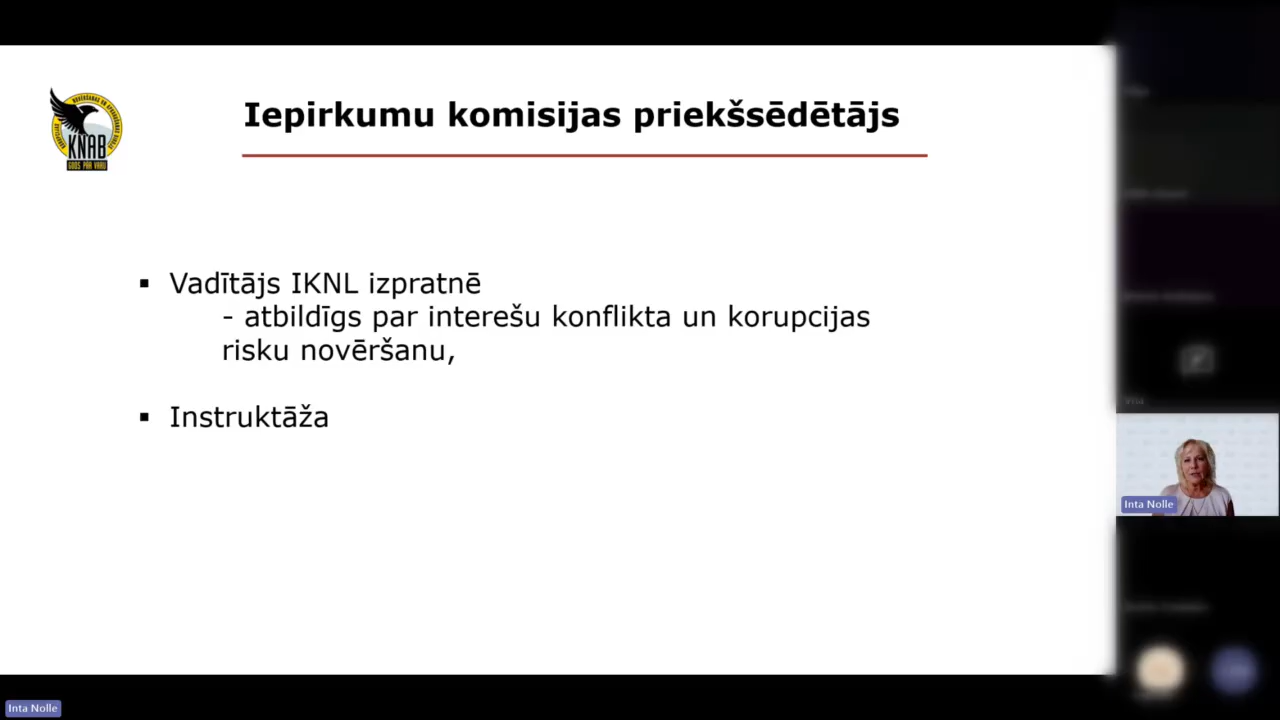 Iepirkumu komisijas priekšsēdētājs
KNAB
▪ Vadītājs IKNL izpratnē
- atbildīgs par interešu konflikta un korupcijas
risku novēršanu,
▪ Instruktāža
Inta Nolle
Inta Nolle